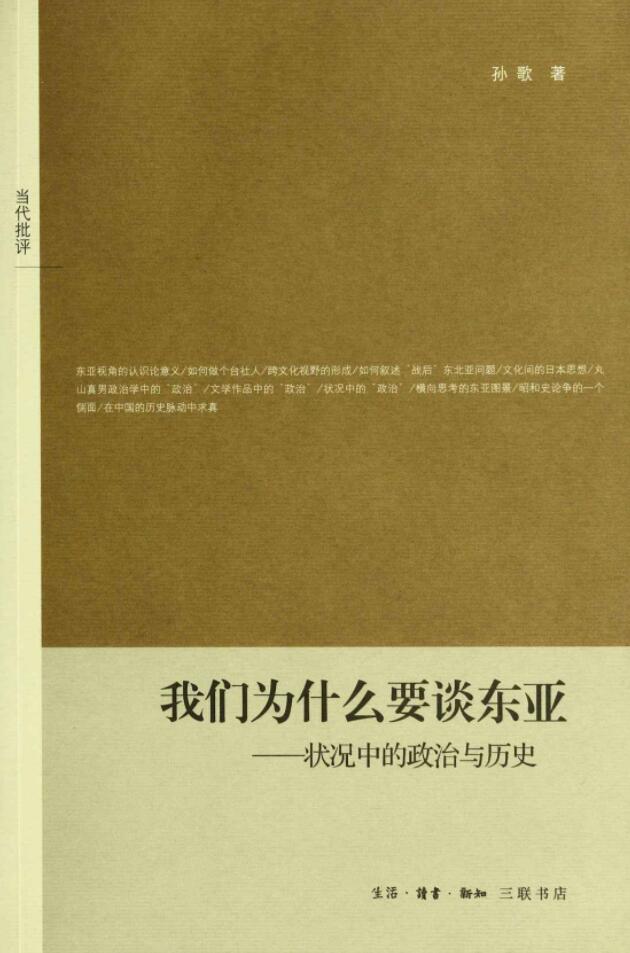 孙歌 著
当代批评
东亚视角的认识论意义/如何做个台社人/跨文化视野的形成/如何叙述“战后”东北亚问题/文化间的日本思想/丸
山真男政治学中的“政治”/文学作品中的“政治”/状况中的“政治”/横向思考的东亚图景/昭和史论争的一个
侧面/在中国的历史脉动中求真
我们为什么要谈东亚
——状况中的政治与历史
生活·讀書·新知 三联书店